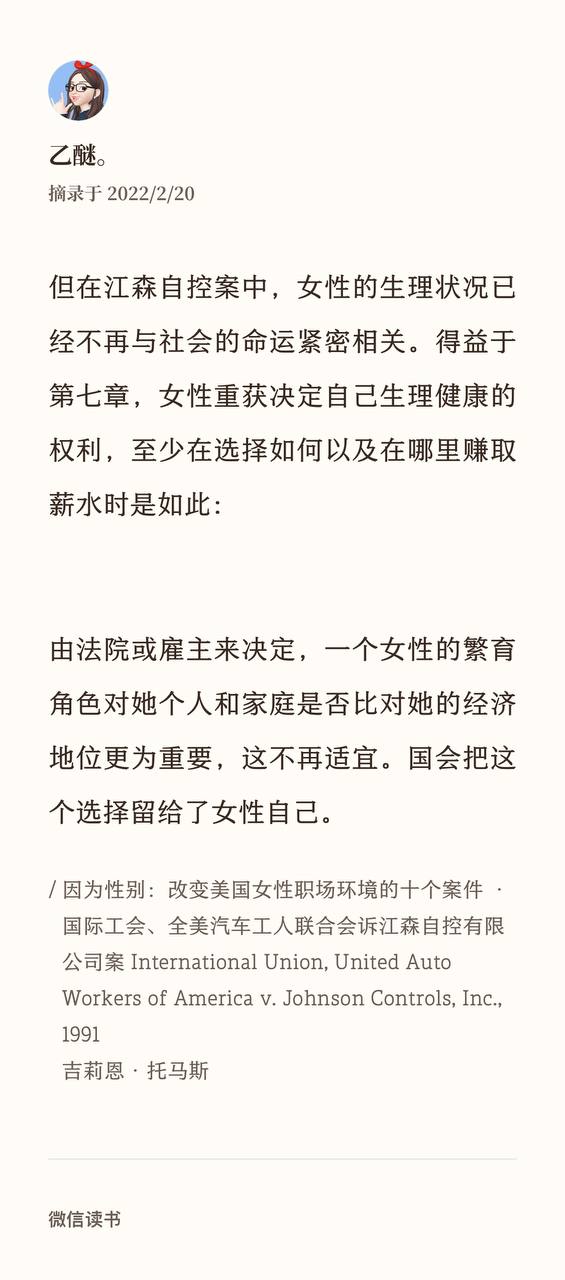 乙醚。
摘录于 2022/2/20
但在江森自控案中，女性的生理状况已
经不再与社会的命运紧密相关。得益于
第七章，女性重获决定自己生理健康的
权利，至少在选择如何以及在哪里赚取
薪水时是如此：
由法院或雇主来决定，一个女性的繁育
角色对她个人和家庭是否比对她的经济
地位更为重要，这不再适宜。国会把这
个选择留给了女性自己。
/ 因为性别：改变美国女性职场环境的十个案件 ·
国际工会、全美汽车工人联合会诉江森自控有限
公司案 International Union, United Auto
Workers of America v. Johnson Controls, Inc.,
1991
吉莉恩 · 托马斯
微信读书